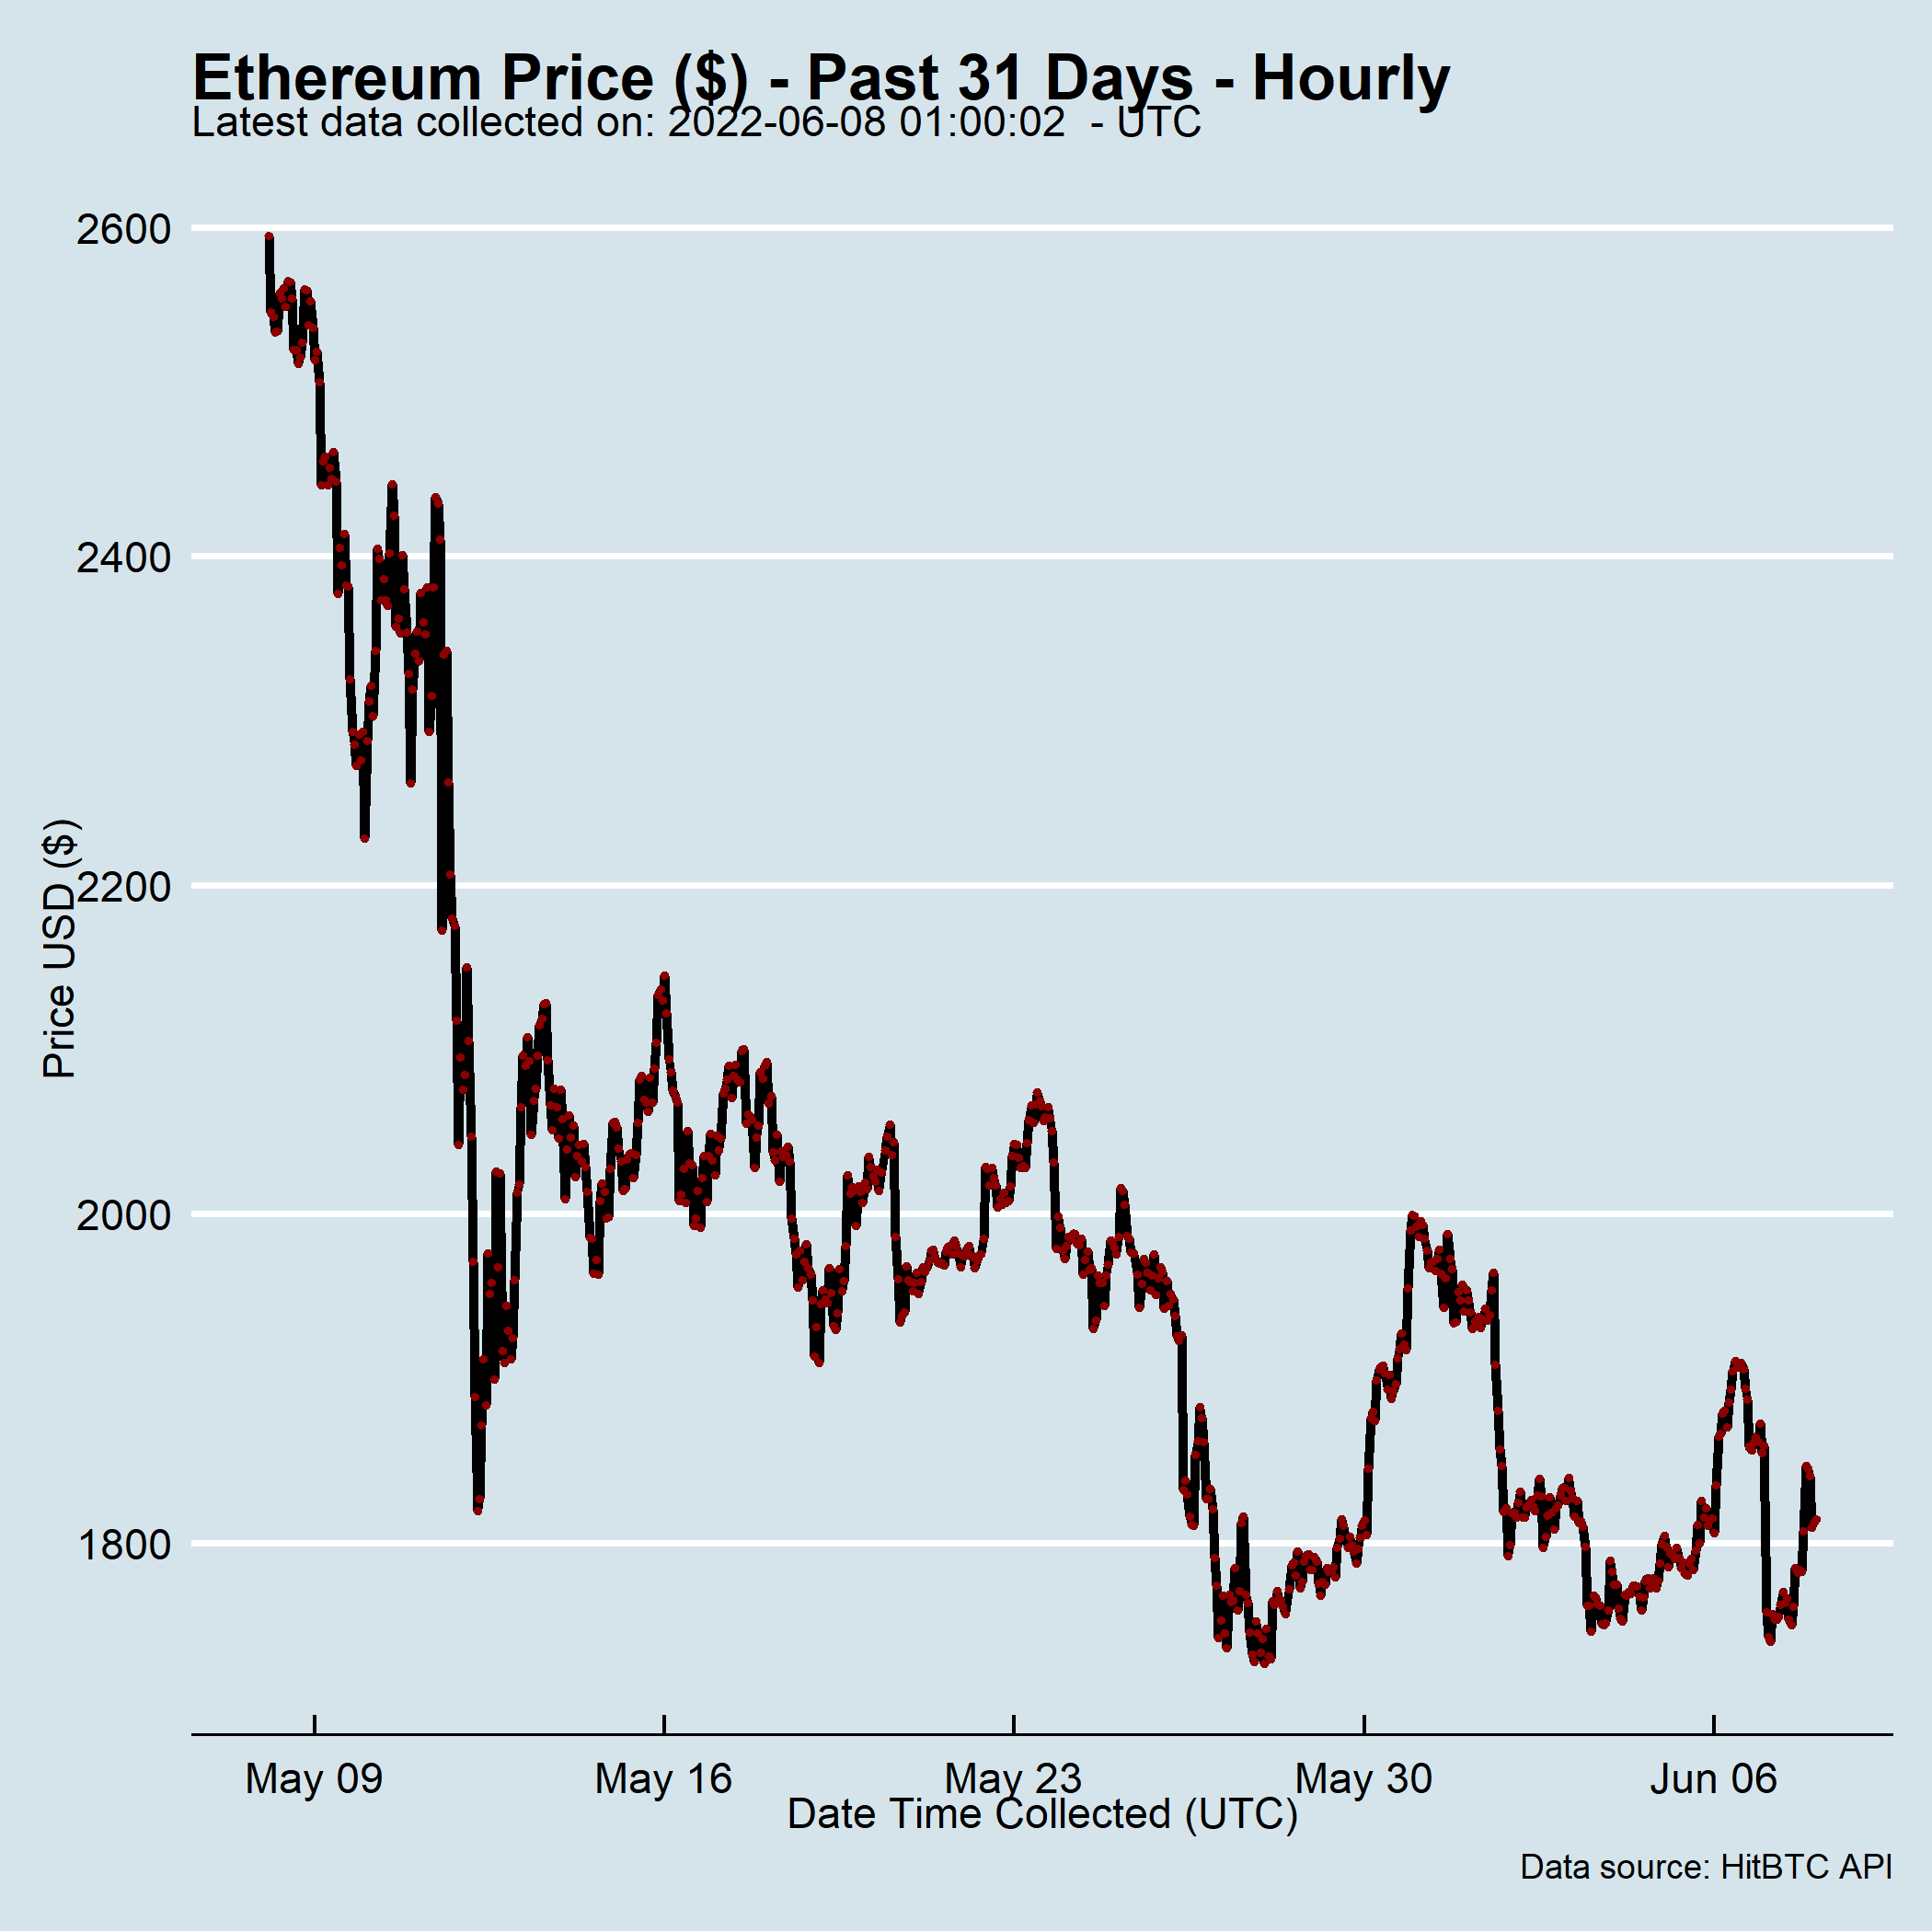 Ethereum Price ($) - Past 31 Days - Hourly
Latest data collected on: 2022-06-08 01:00:02  - UTC
2600
2400
2200
2000
1800
Price USD ($)
May 09
May 16
May 23
May 30
Jun 06
Date Time Collected (UTC)
Data source: HitBTC API